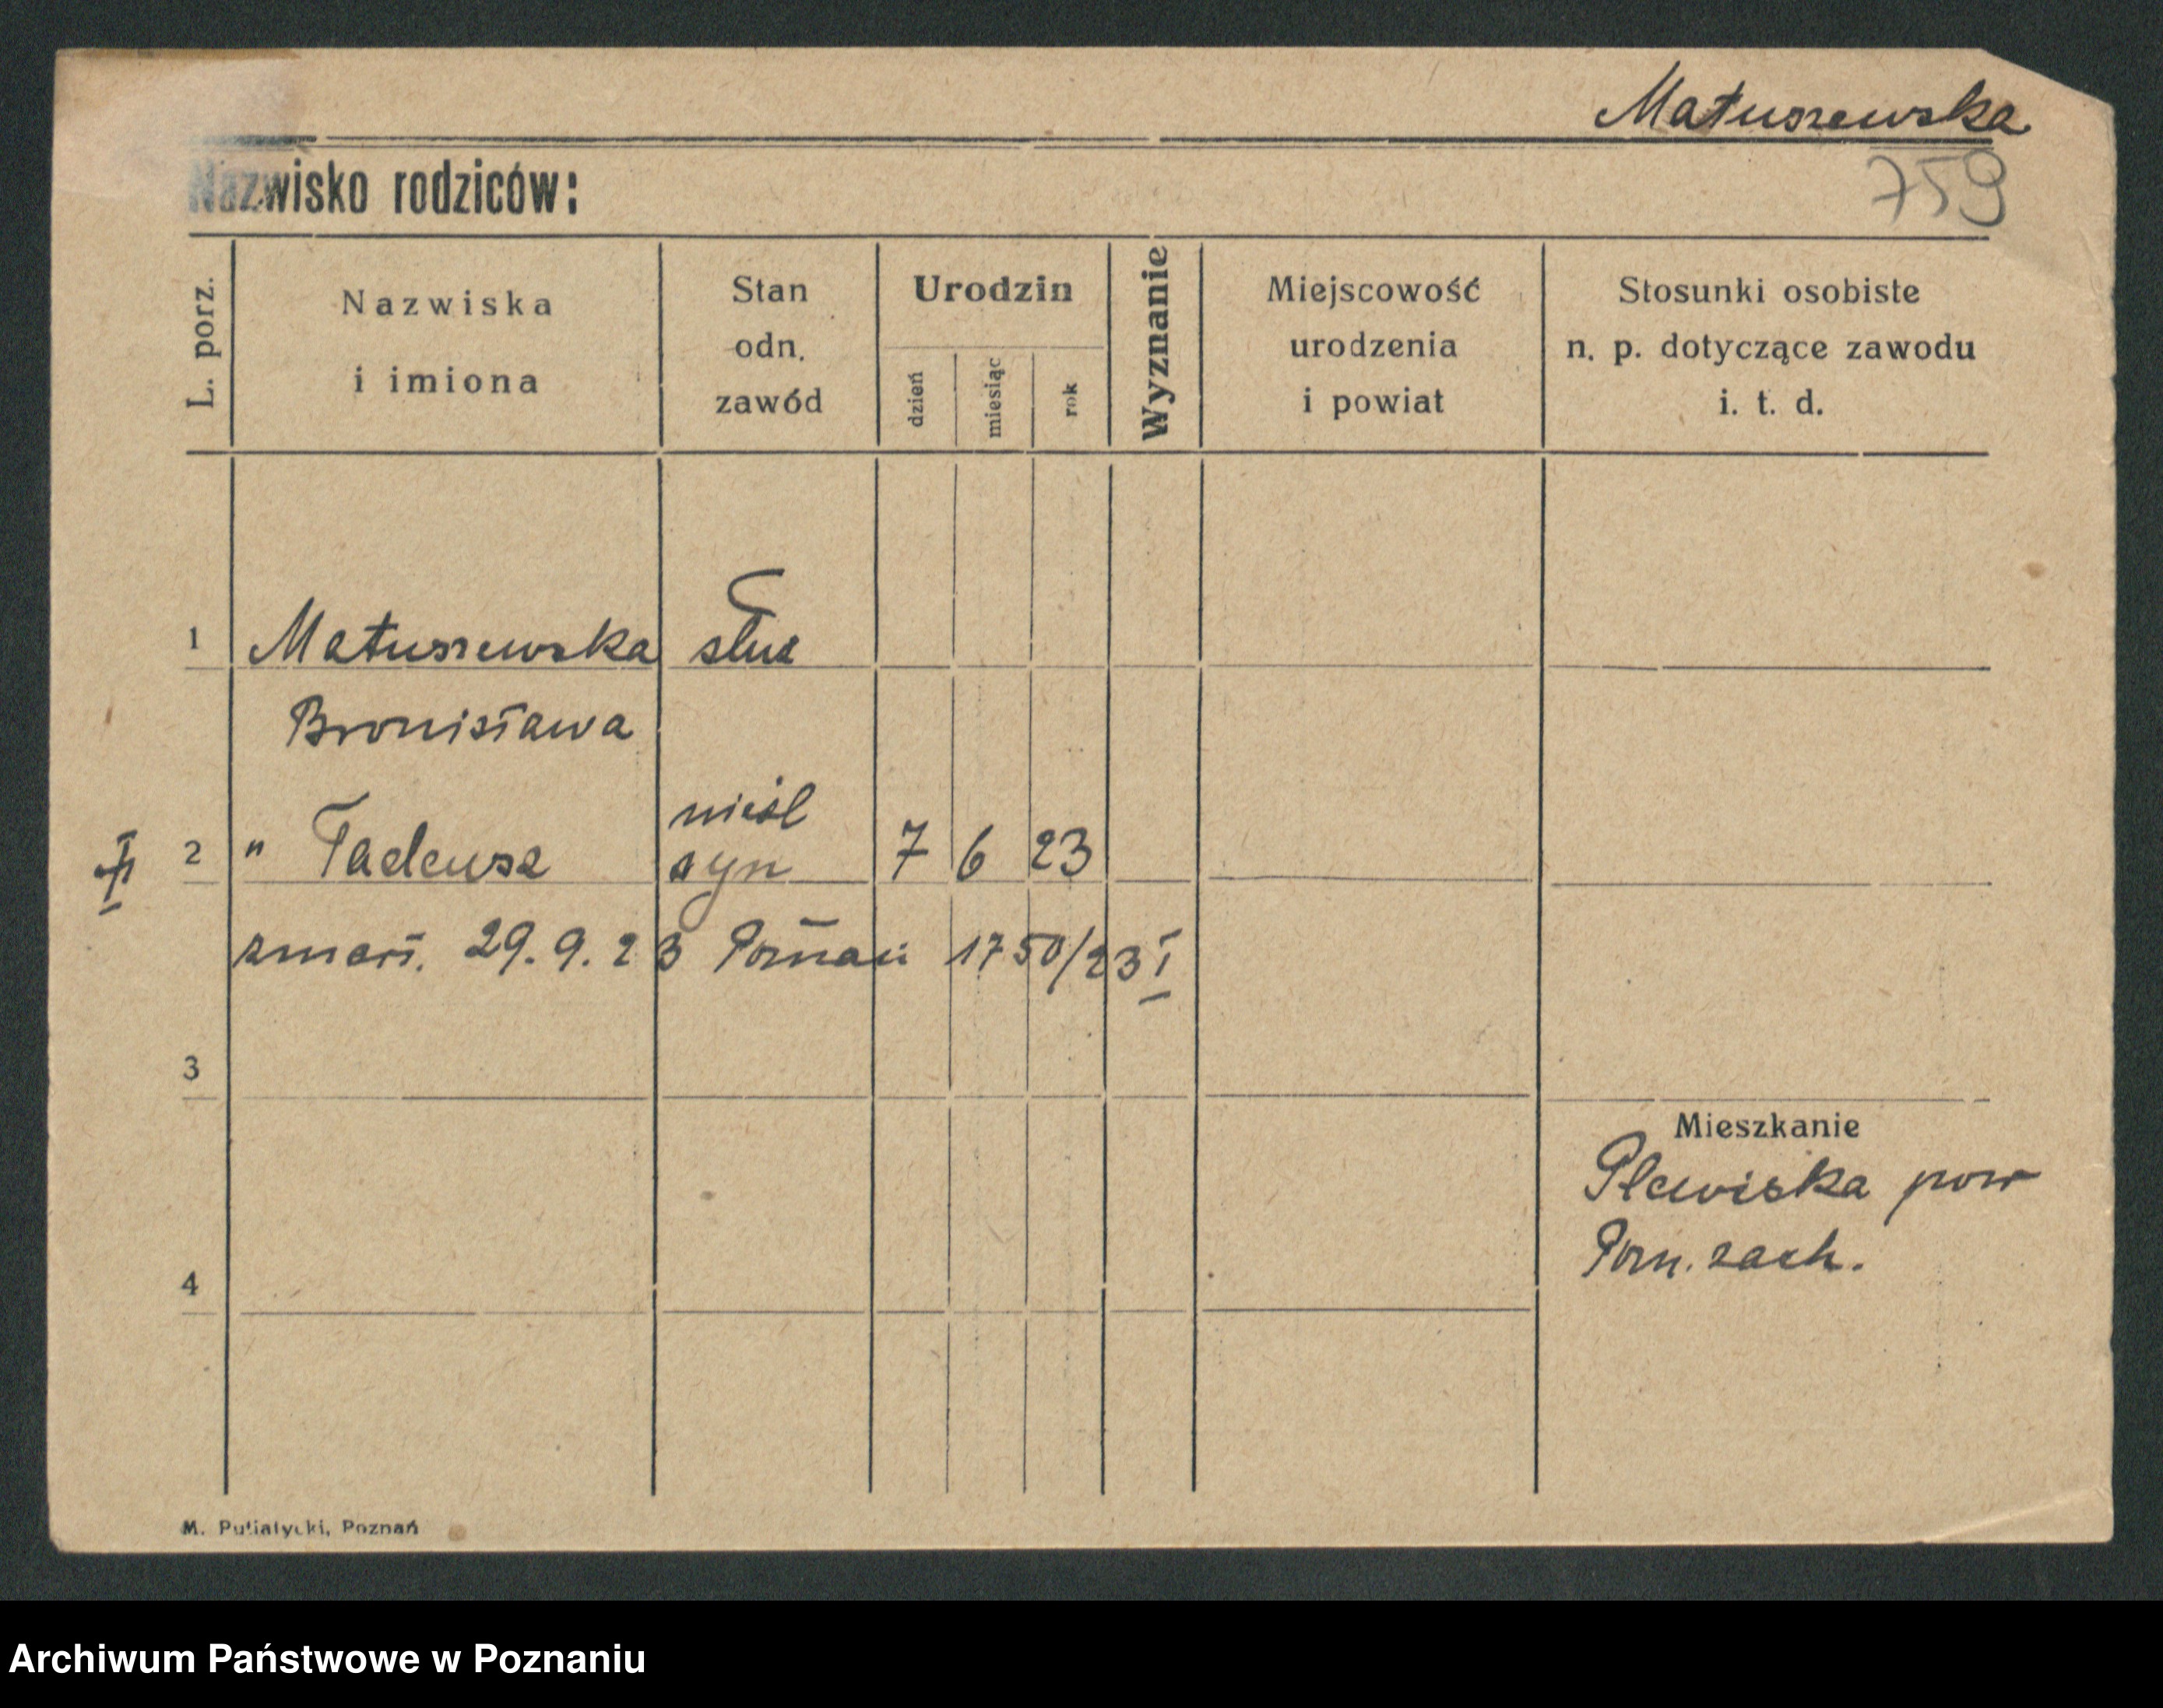 Matuszewska
759
Nazwisko rodziców:
L. porz.
Nazwiska
i imiona
Stan
odn.
zawód
Urodzin
dzień
miesiąc
rok
Wyznanie
Miejscowość
urodzenia
i powiat
Stosunki osobiste
n. p. dotyczące zawodu
i. t. d.
1 Matuszewska służ
Bronisława
nieśl
2 " Tadeusz syn 7 6 23
zmarł. 29.9.23 Poznań 1750/23 I
3
Mieszkanie
Plewiska pow
Pozn. zach.
4
M. Putiatycki, Poznań
Archiwum Państwowe w Poznaniu